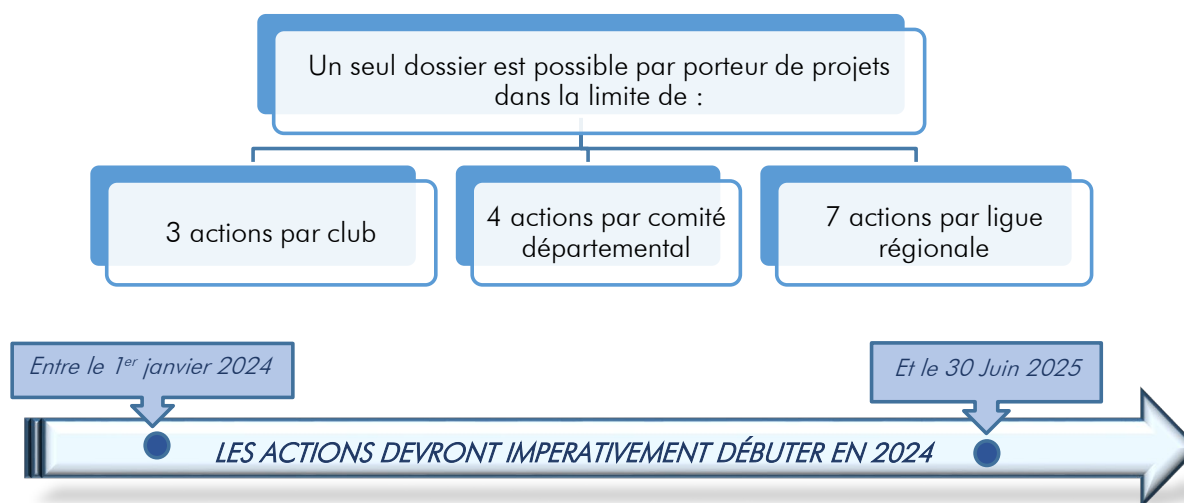 Un seul dossier est possible par porteur de projets
dans la limite de :
3 actions par club
4 actions par comité
départemental
7 actions par ligue
régionale
Entre le 1er janvier 2024
Et le 30 Juin 2025
LES ACTIONS DEVRONT IMPERATIVEMENT DÉBUTER EN 2024